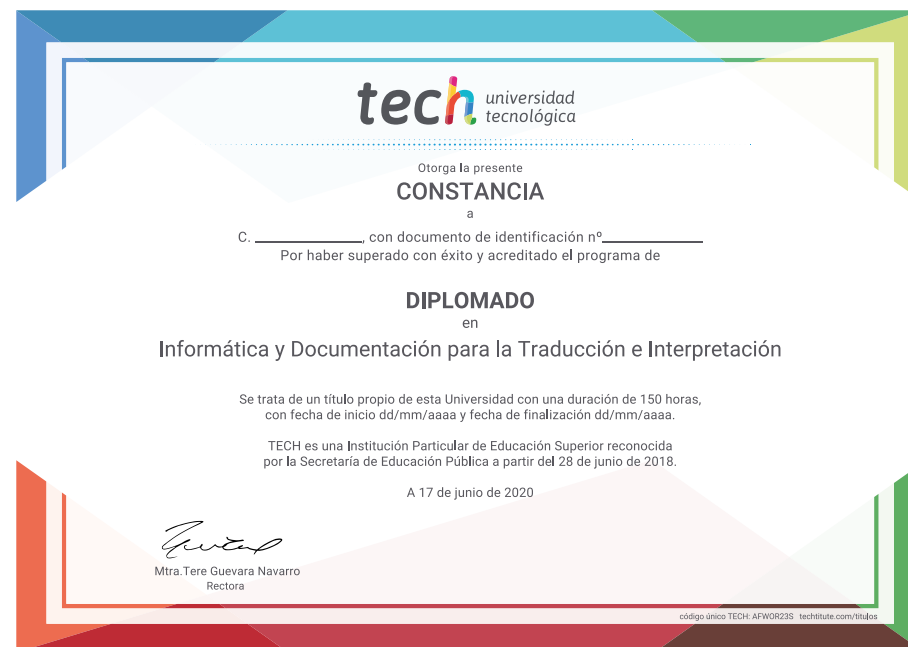 tech universidad
tecnológica
Otorga la presente
CONSTANCIA
a
C. ____________, con documento de identificación nº____________
Por haber superado con éxito y acreditado el programa de
DIPLOMADO
en
Informática y Documentación para la Traducción e Interpretación
Se trata de un título propio de esta Universidad con una duración de 150 horas,
con fecha de inicio dd/mm/aaaa y fecha de finalización dd/mm/aaaa.
TECH es una Institución Particular de Educación Superior reconocida
por la Secretaría de Educación Pública a partir del 28 de junio de 2018.
A 17 de junio de 2020
Mtra.Tere Guevara Navarro
Rectora
código único TECH: AFWOR23S techtitute.com/titulos